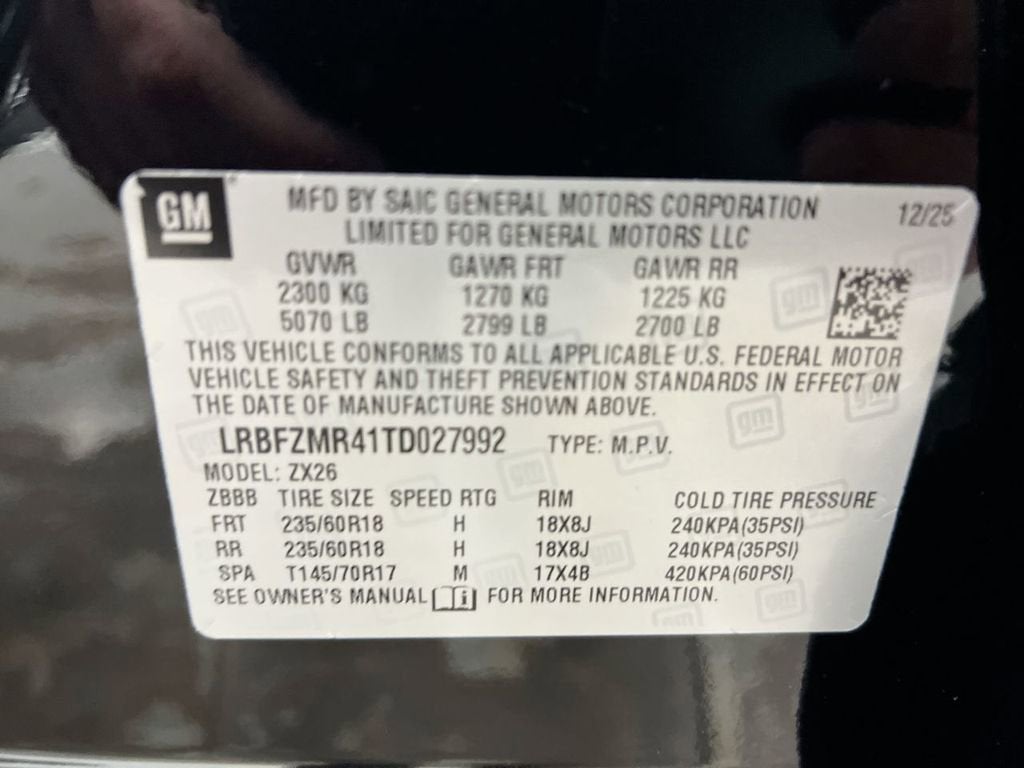 GM
MFD BY SAIC GENERAL MOTORS CORPORATION
LIMITED FOR GENERAL MOTORS LLC
12/25
GVWR GAWR FRT GAWR RR
2300 KG 1270 KG 1225 KG
5070 LB 2799 LB 2700 LB
THIS VEHICLE CONFORMS TO ALL APPLICABLE U.S. FEDERAL MOTOR
VEHICLE SAFETY AND THEFT PREVENTION STANDARDS IN EFFECT ON
THE DATE OF MANUFACTURE SHOWN ABOVE.
LRBFZMR41TD027992 TYPE: M.P.V.
MODEL: ZX26
ZBBB TIRE SIZE SPEED RTG RIM COLD TIRE PRESSURE
FRT 235/60R18 H 18X8J 240KPA(35PSI)
RR 235/60R18 H 18X8J 240KPA(35PSI)
SPA T145/70R17 M 17X4B 420KPA(60PSI)
SEE OWNER'S MANUAL i FOR MORE INFORMATION.